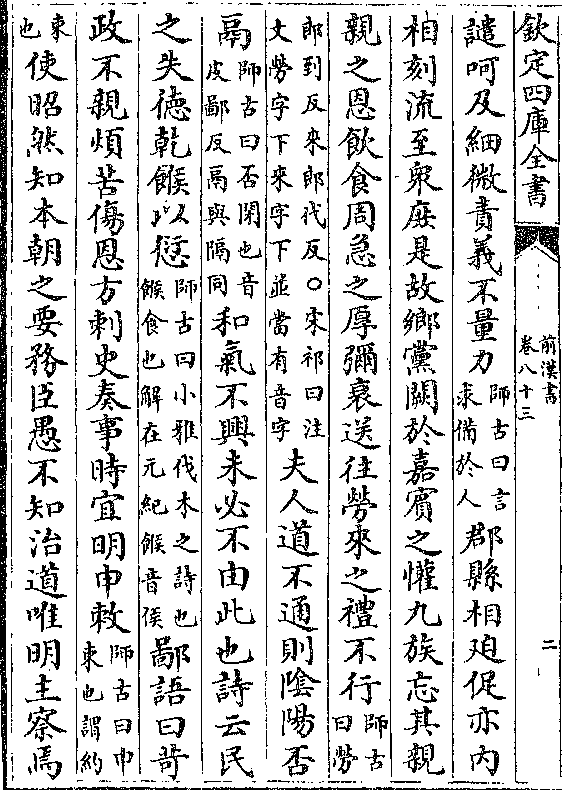 欽定四庫全書
前漢書
卷八十三
二
譴呵及細微責義不量力師古曰言求備於人郡縣相廹促亦内
相刻流至衆庶是故鄉黨闕於嘉賓之懽九族忘其親
親之恩飲食周急之厚彌衰送往勞來之禮不行師古曰勞
郎到反來郎代反○宋祁曰注文勞字下來字下並當有音字夫人道不通則隂陽否
鬲師古曰否閉也音皮鄙反鬲與隔同和氣不興未必不由此也詩云民
之失徳乾餱以愆師古曰小雅伐木之詩也餱食也解在元紀餱音侯鄙語曰苛
政不親煩苦傷恩方刺史奏事時宜明申敕師古曰申束也謂約
束也使昭然知本朝之要務臣愚不知治道唯明主察焉